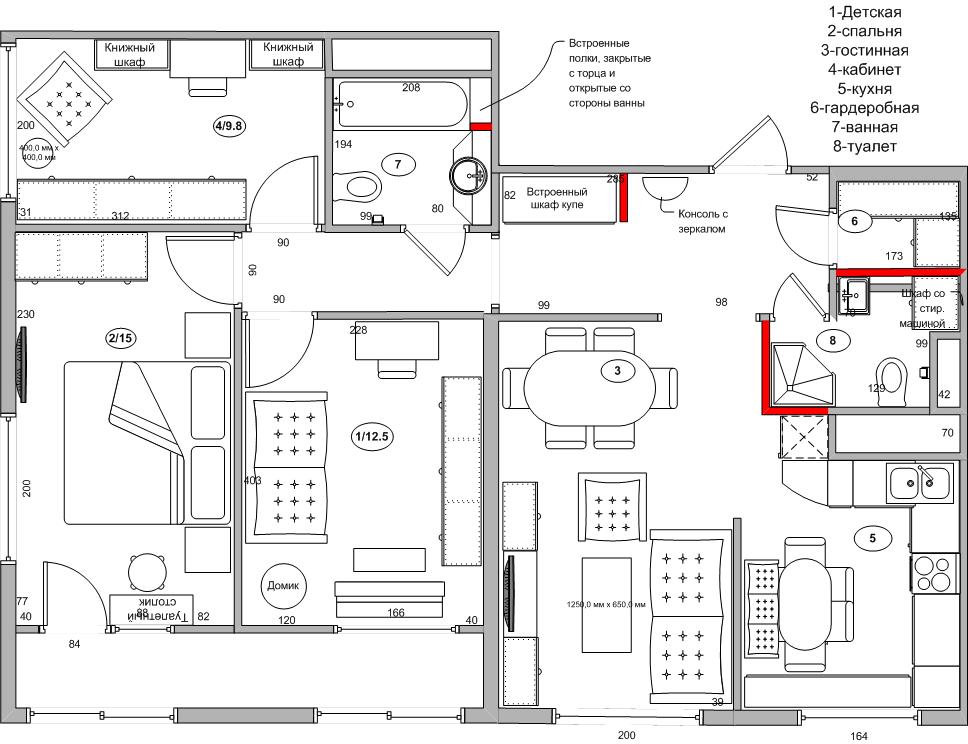 1-Детская
2-спальня
3-гостинная
4-кабинет
5-кухня
6-гардеробная
7-ванная
8-туалет
Встроенные
полки, закрытые
с торца и
открытые со
стороны ванны
Книжный
шкаф
Книжный
шкаф
208
200
4/9.8
400,0 мм x
400,0 мм
194
7
31
312
99
80
90
82
Встроенный
шкаф купе
285
Консоль с
зеркалом
52
6
135
173
90
90
99
98
Шкаф со
стир.
машиной
70
8
99
129
42
70
230
2/15
228
3
1/12.5
403
200
5
Домик
1250,0 мм x 650,0 мм
77
40
Туалетный
столик
88
82
120
166
40
84
39
200
164